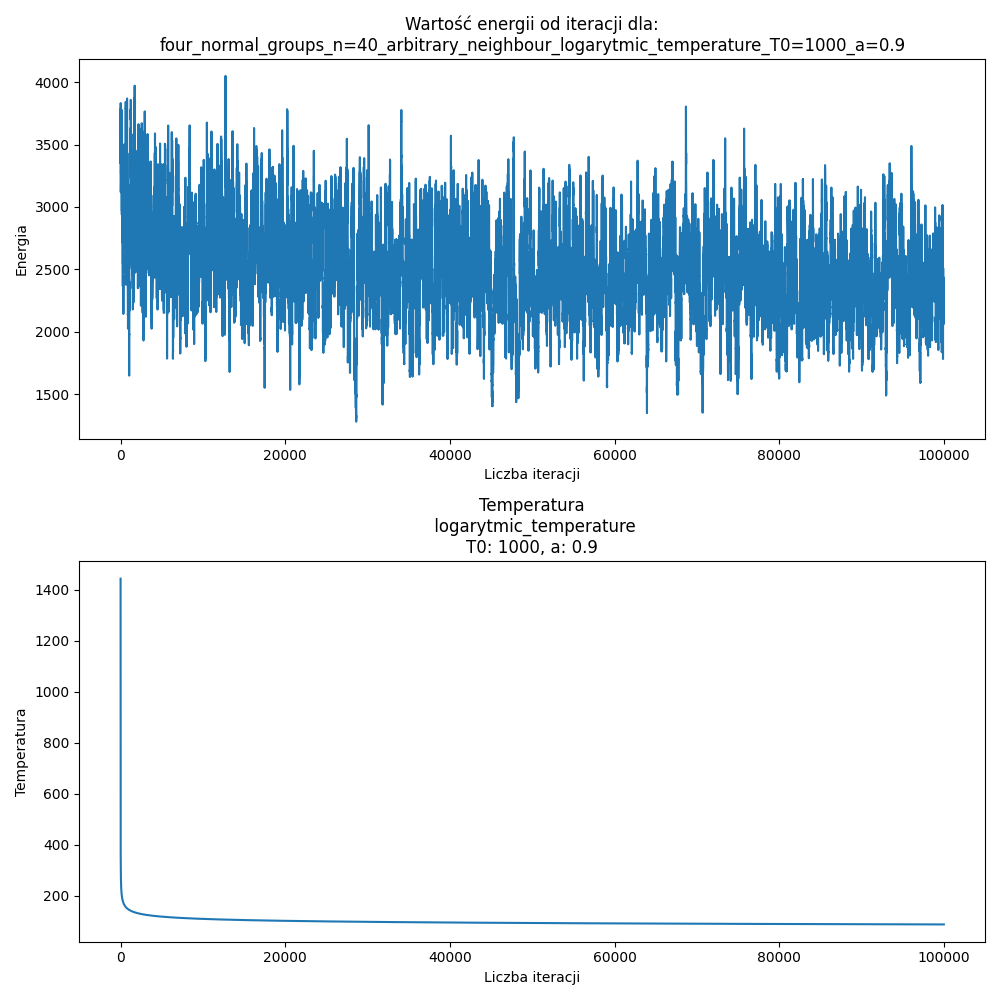 Wartość energii od iteracji dla:
four_normal_groups_n=40_arbitrary_neighbour_logarytmic_temperature_T0=1000_a=0.9
4000
3500
3000
2500
2000
1500
Energia
0
20000
40000
60000
80000
100000
Liczba iteracji
Temperatura
logarytmic_temperature
T0: 1000, a: 0.9
1400
1200
1000
800
600
400
200
Temperatura
0
20000
40000
60000
80000
100000
Liczba iteracji